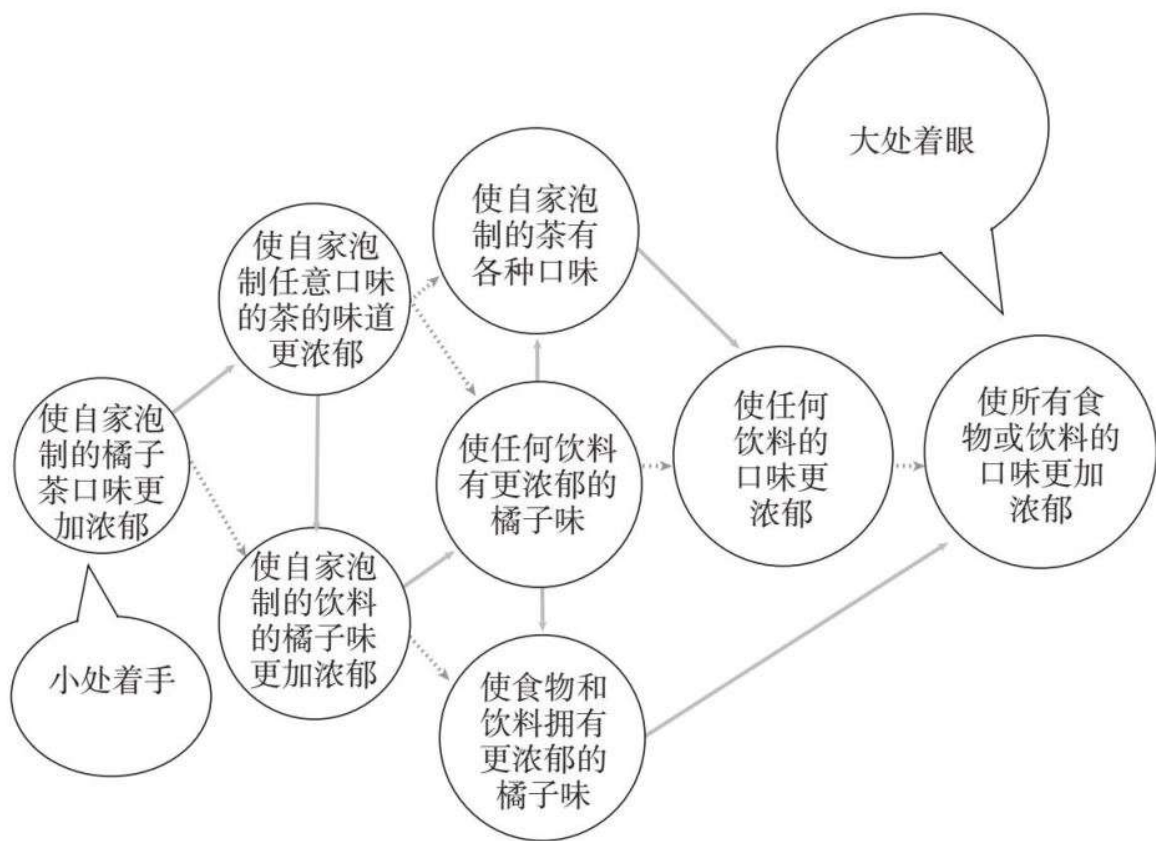 大处着眼
使自家泡
制的茶有
各种口味
使自家泡
制任意口味
的茶的味道
更浓郁
使任何
饮料的
口味更
浓郁
使所有食
物或饮料的
口味更加
浓郁
使自家泡
制的橘子
茶口味更
加浓郁
使任何饮料
有更浓郁的
橘子味
使自家泡
制的饮料
的橘子味
更加浓郁
小处着手
使食物和
饮料拥有
更浓郁的
橘子味